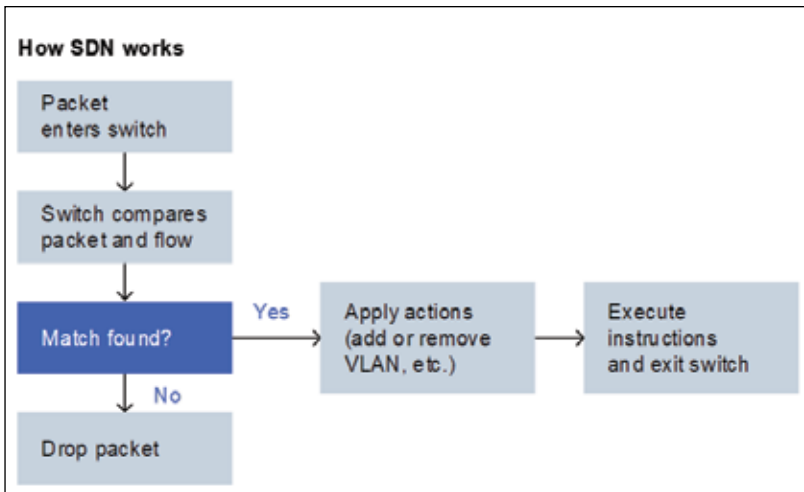 How SDN works
Packet
enters switch
Switch compares
packet and flow
Match found?
Yes
Apply actions
(add or remove
VLAN, etc.)
Execute
instructions
and exit switch
No
Drop packet